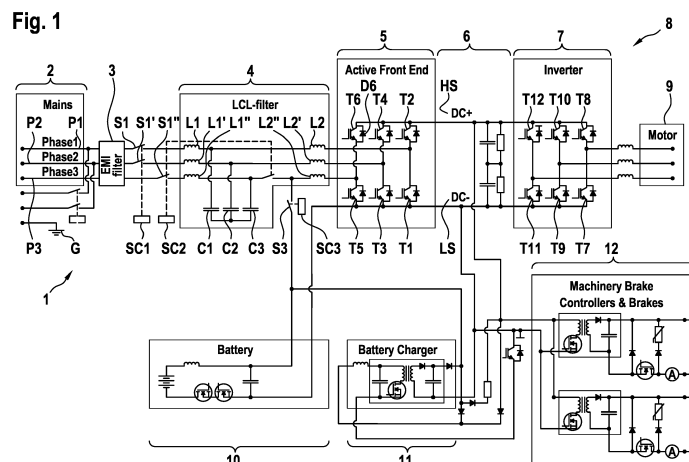 Fig. 1
5 6 7 8
2 3 4
Active Front End HS Inverter 9
Mains LCL-filter D6 DC+ Motor
P2 P1 S1 S1' S1" L1 L1' L1" L2" L2' L2 T6 T4 T2 T12 T10 T8
Phase1
Phase2
Phase3
EMI filter
DC-
P3 G SC1 SC2 C1 C2 C3 S3 SC3 T5 T3 T1 LS T11 T9 T7 12
1
Machinery Brake
Controllers & Brakes
Battery Battery Charger
A
A
10 11